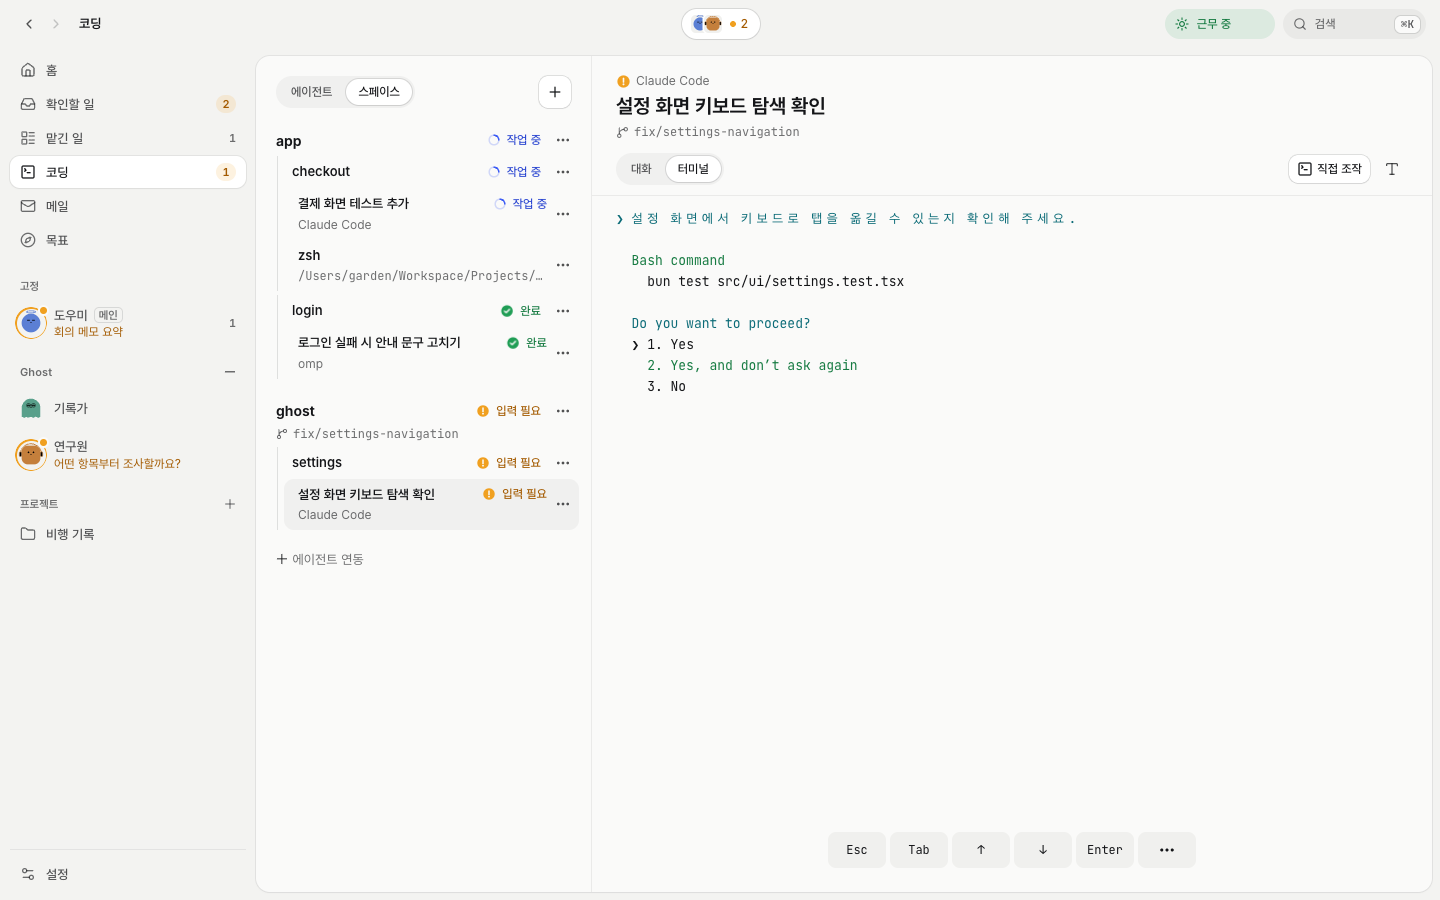 코딩
2
근무 중
검색
⌘K
홈
확인할 일
2
맡긴 일
1
코딩
1
메일
목표
고정
도우미
메인
회의 메모 요약
1
Ghost
기록가
연구원
어떤 항목부터 조사할까요?
프로젝트
비행 기록
설정
에이전트
스페이스
app
작업 중
checkout
작업 중
결제 화면 테스트 추가
작업 중
Claude Code
zsh
/Users/garden/Workspace/Projects/…
login
완료
로그인 실패 시 안내 문구 고치기
완료
omp
ghost
입력 필요
fix/settings-navigation
settings
입력 필요
설정 화면 키보드 탐색 확인
입력 필요
Claude Code
에이전트 연동
Claude Code
설정 화면 키보드 탐색 확인
fix/settings-navigation
대화
터미널
직접 조작
❯ 설정 화면에서 키보드로 탭을 옮길 수 있는지 확인해 주세요.
Bash command
bun test src/ui/settings.test.tsx
Do you want to proceed?
❯ 1. Yes
2. Yes, and don’t ask again
3. No
Esc
Tab
↑
↓
Enter